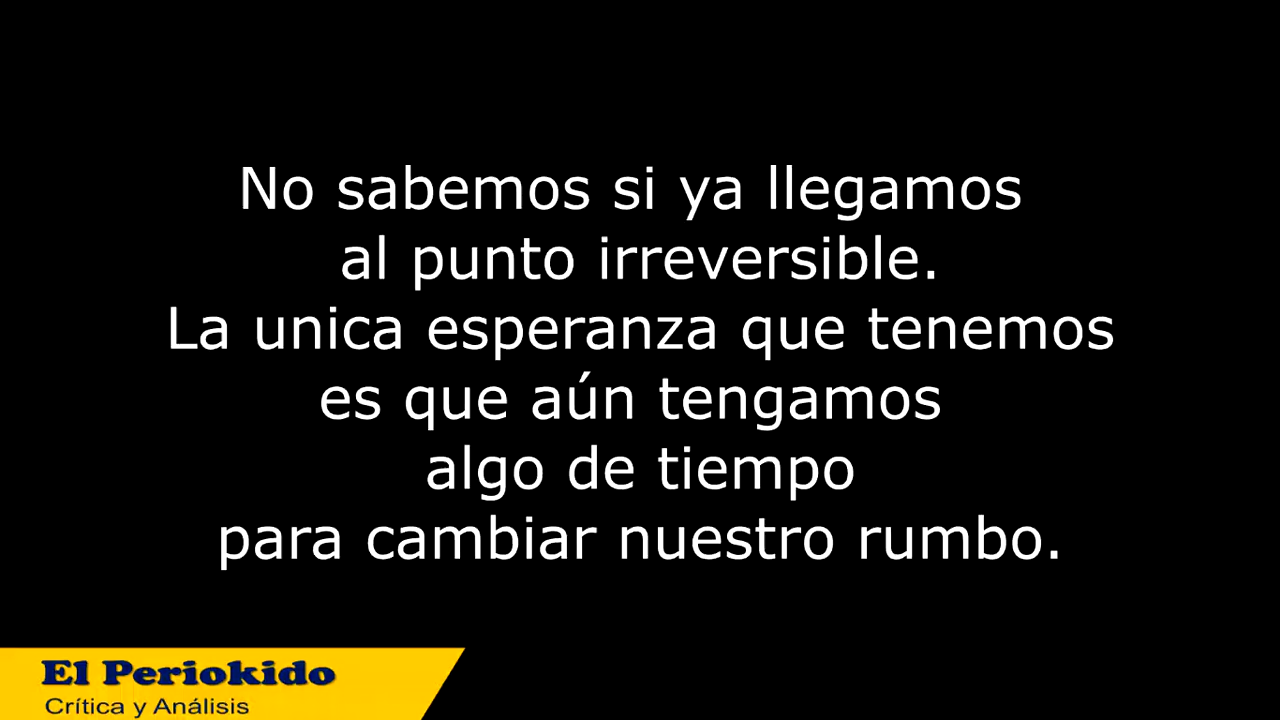 No sabemos si ya llegamos
al punto irreversible.
La unica esperanza que tenemos
es que aún tengamos
algo de tiempo
para cambiar nuestro rumbo.
El Periokido
Crítica y Análisis